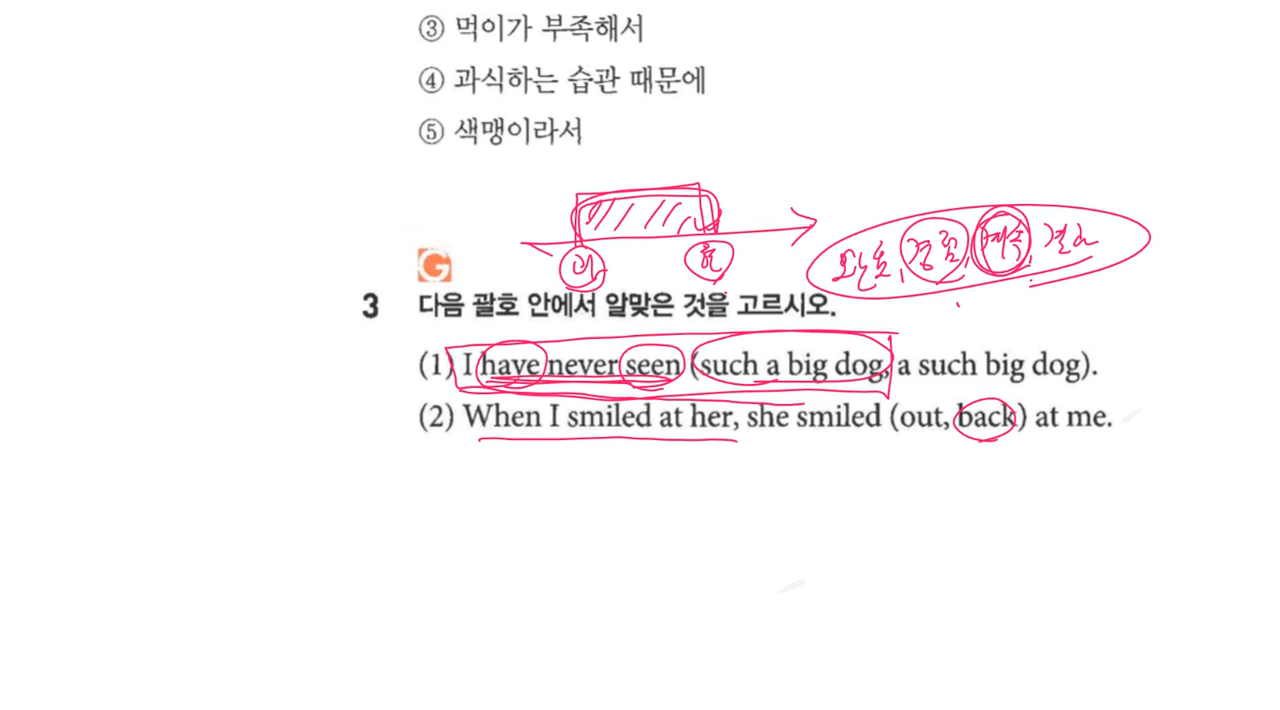 ③ 먹이가 부족해서
④ 과식하는 습관 때문에
⑤ 색맹이라서
완료, 경험, 계속, 결과
G 과 현
3 다음 괄호 안에서 알맞은 것을 고르시오.
(1) I have never seen (such a big dog, a such big dog).
(2) When I smiled at her, she smiled (out, back) at me.